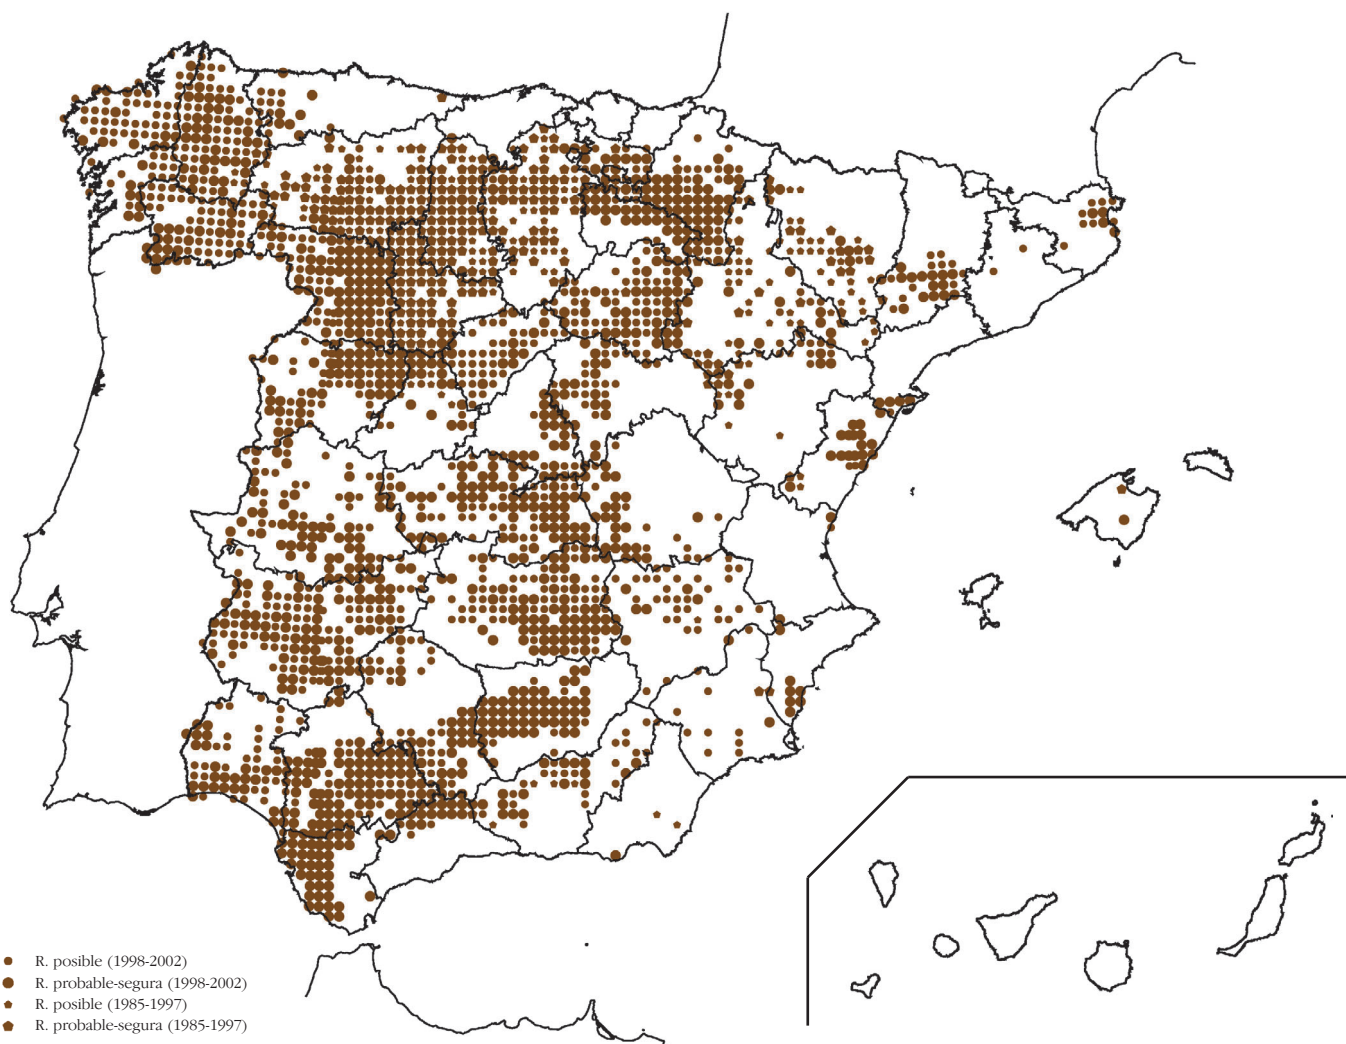 R. posible (1998-2002)
R. probable-segura (1998-2002)
R. posible (1985-1997)
R. probable-segura (1985-1997)